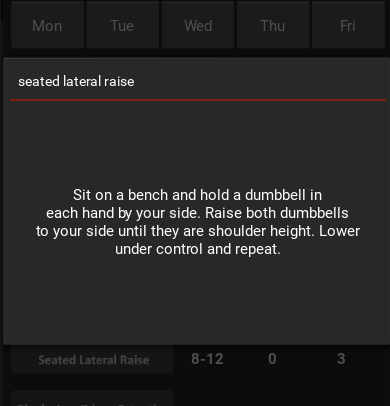 Mon Tue Wed Thu Fri
seated lateral raise
Sit on a bench and hold a dumbbell in
each hand by your side. Raise both dumbbells
to your side until they are shoulder height. Lower
under control and repeat.
Seated Lateral Raise 8-12 0 3